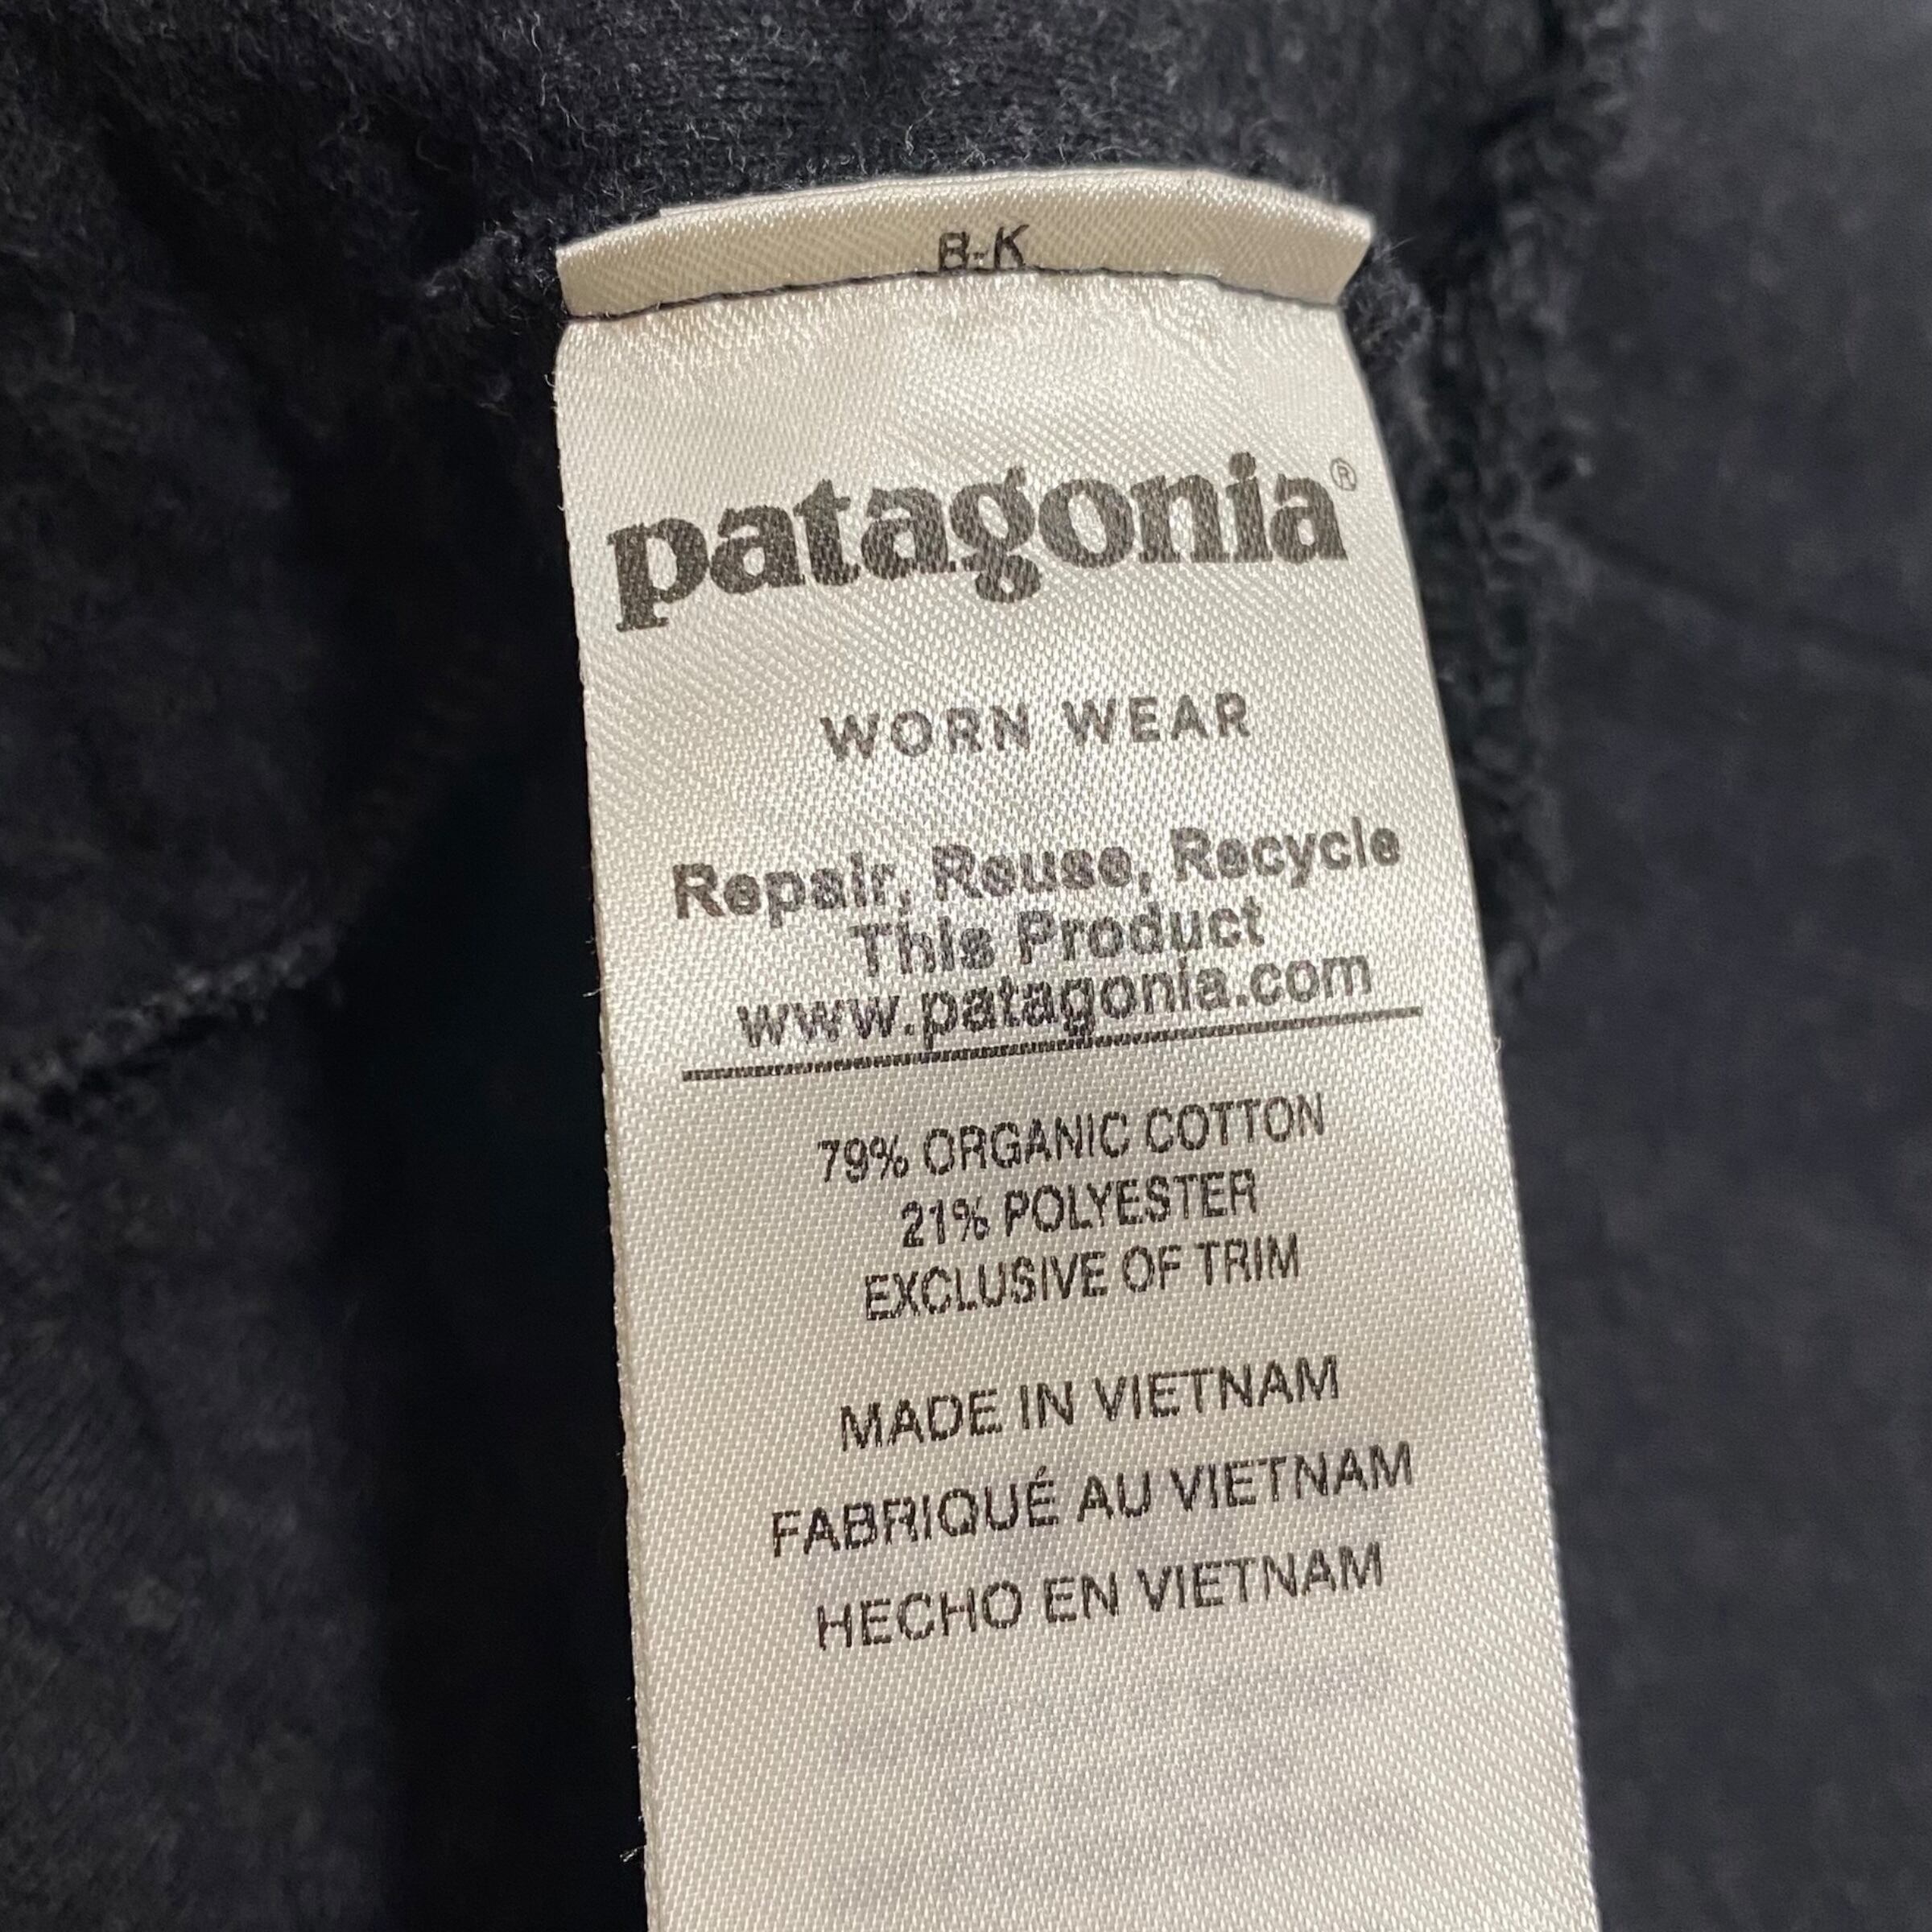 B-K
patagonia®
WORN WEAR
Repair, Reuse, Recycle
This Product
www.patagonia.com
79% ORGANIC COTTON
21% POLYESTER
EXCLUSIVE OF TRIM
MADE IN VIETNAM
FABRIQUÉ AU VIETNAM
HECHO EN VIETNAM